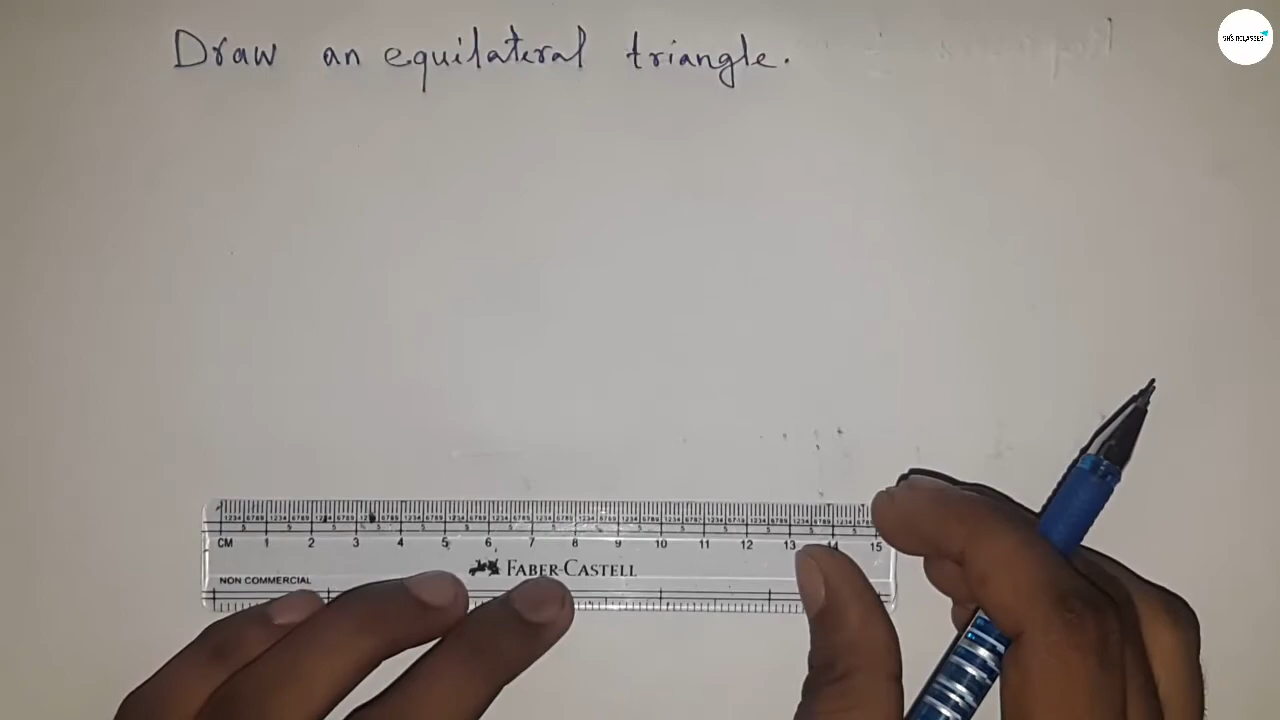 Draw an equilateral triangle.
CM 1 2 3 4 5 6 7 8 9 10 11 12 13 14 15
FABER-CASTELL
NON COMMERCIAL